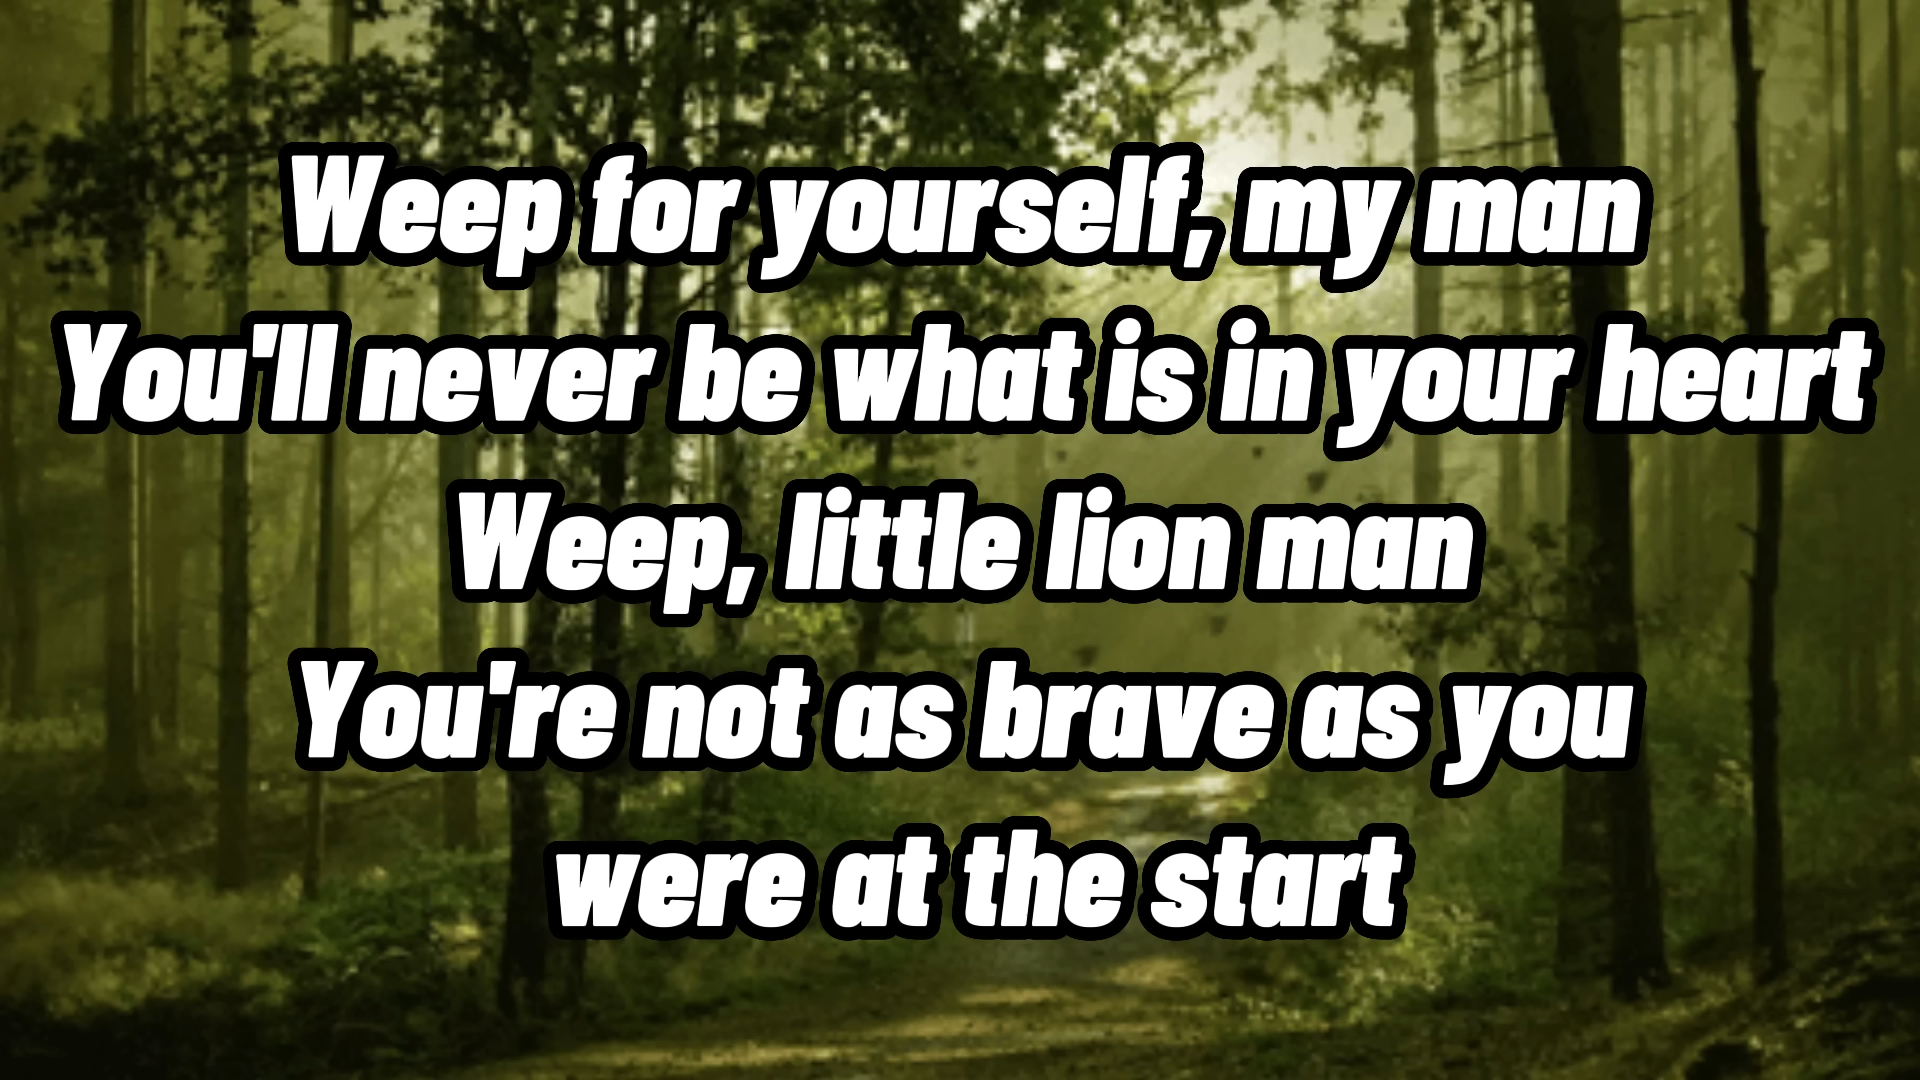 Weep for yourself, my man
You'll never be what is in your heart
Weep, little lion man
You're not as brave as you
were at the start